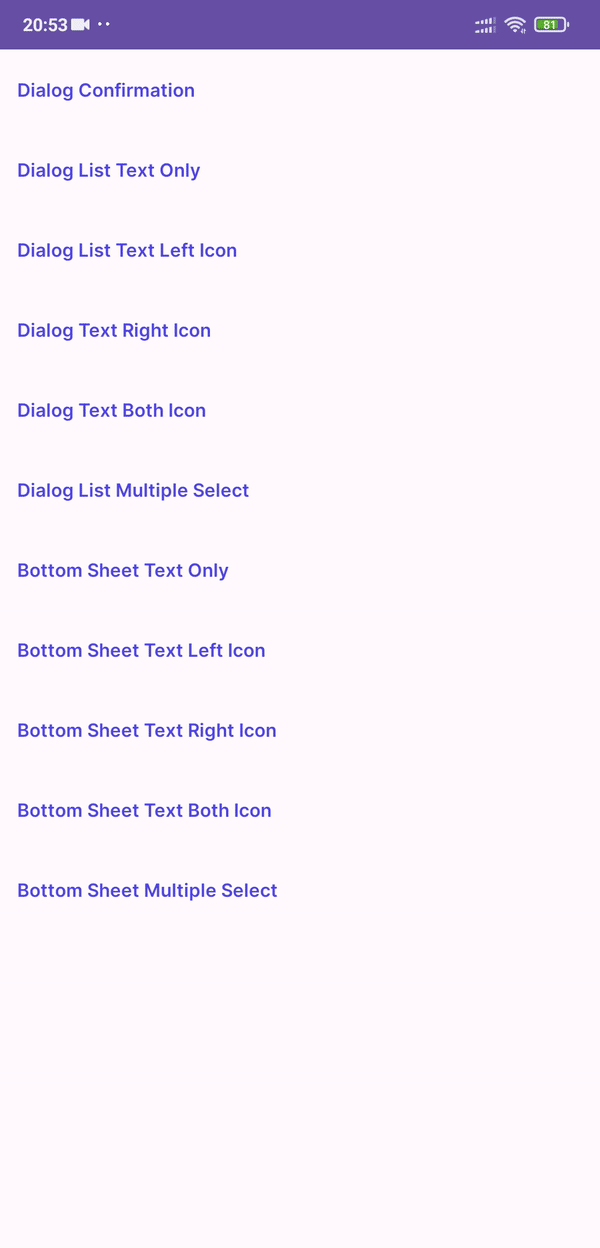 20:53 81
Dialog Confirmation
Dialog List Text Only
Dialog List Text Left Icon
Dialog Text Right Icon
Dialog Text Both Icon
Dialog List Multiple Select
Bottom Sheet Text Only
Bottom Sheet Text Left Icon
Bottom Sheet Text Right Icon
Bottom Sheet Text Both Icon
Bottom Sheet Multiple Select